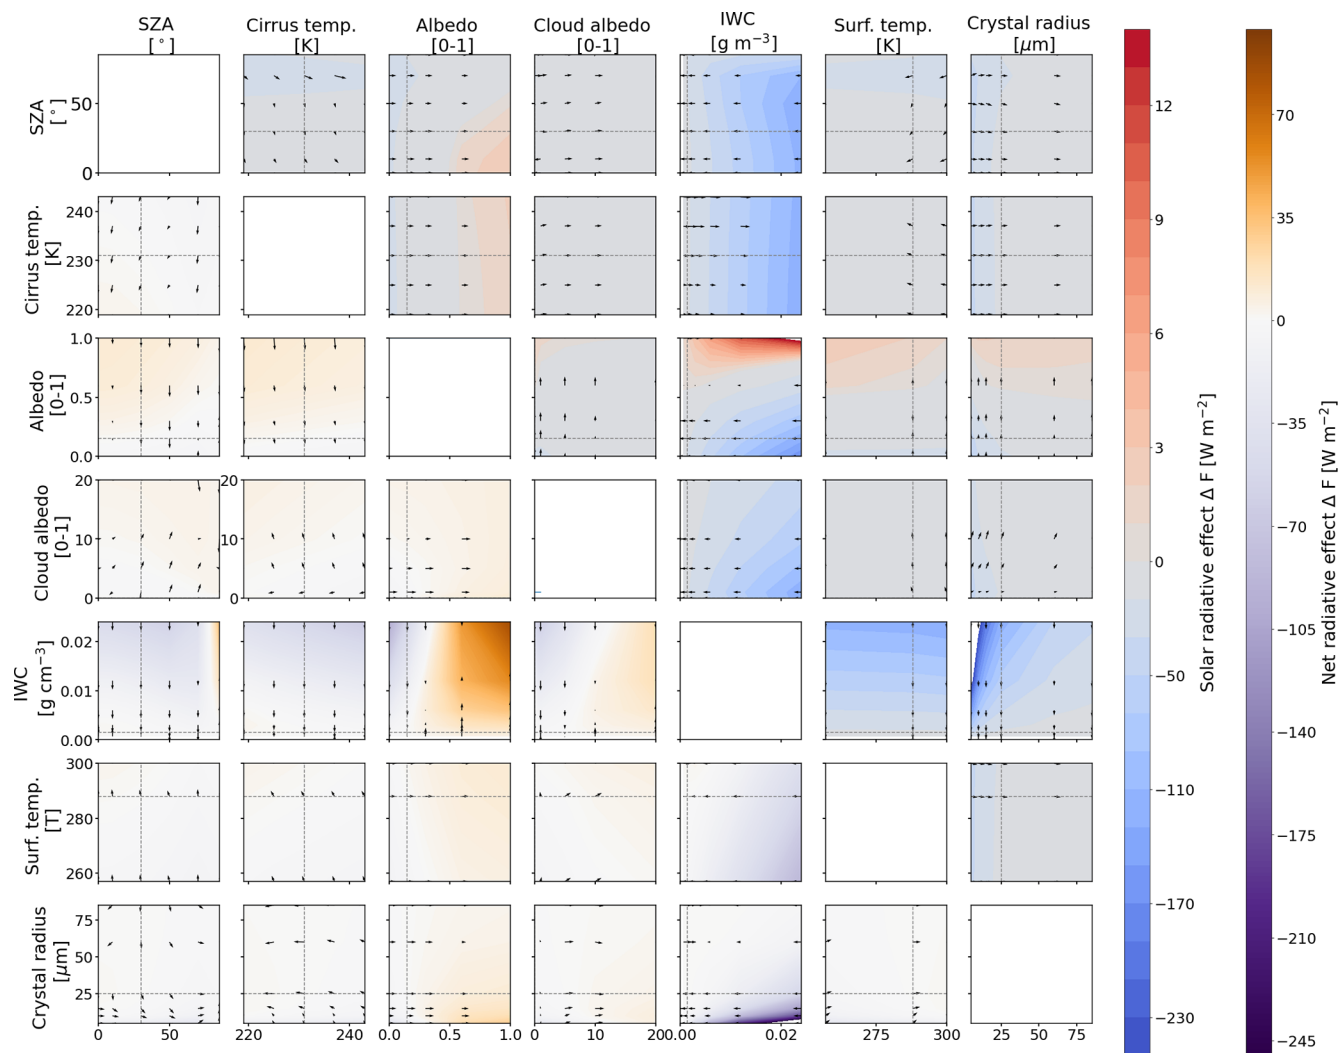 SZA
[°]
Cirrus temp.
[K]
Albedo
[0-1]
Cloud albedo
[0-1]
IWC
[g m⁻³]
Surf. temp.
[K]
Crystal radius
[μm]
SZA
[°]
50
0
Cirrus temp.
[K]
240
230
220
Albedo
[0-1]
1.0
0.5
0.0
Cloud albedo
[0-1]
20
10
0
20
10
0
IWC
[g cm⁻³]
0.02
0.01
0.00
Surf. temp.
[T]
300
280
260
Crystal radius
[μm]
75
50
25
0 50
220 240
0.0 0.5 1.0
0 10 20
0.00 0.02
275 300
25 50 75
12
9
6
3
0
−50
−110
−170
−230
Solar radiative effect Δ F [W m⁻²]
70
35
0
−35
−70
−105
−140
−175
−210
−245
Net radiative effect Δ F [W m⁻²]